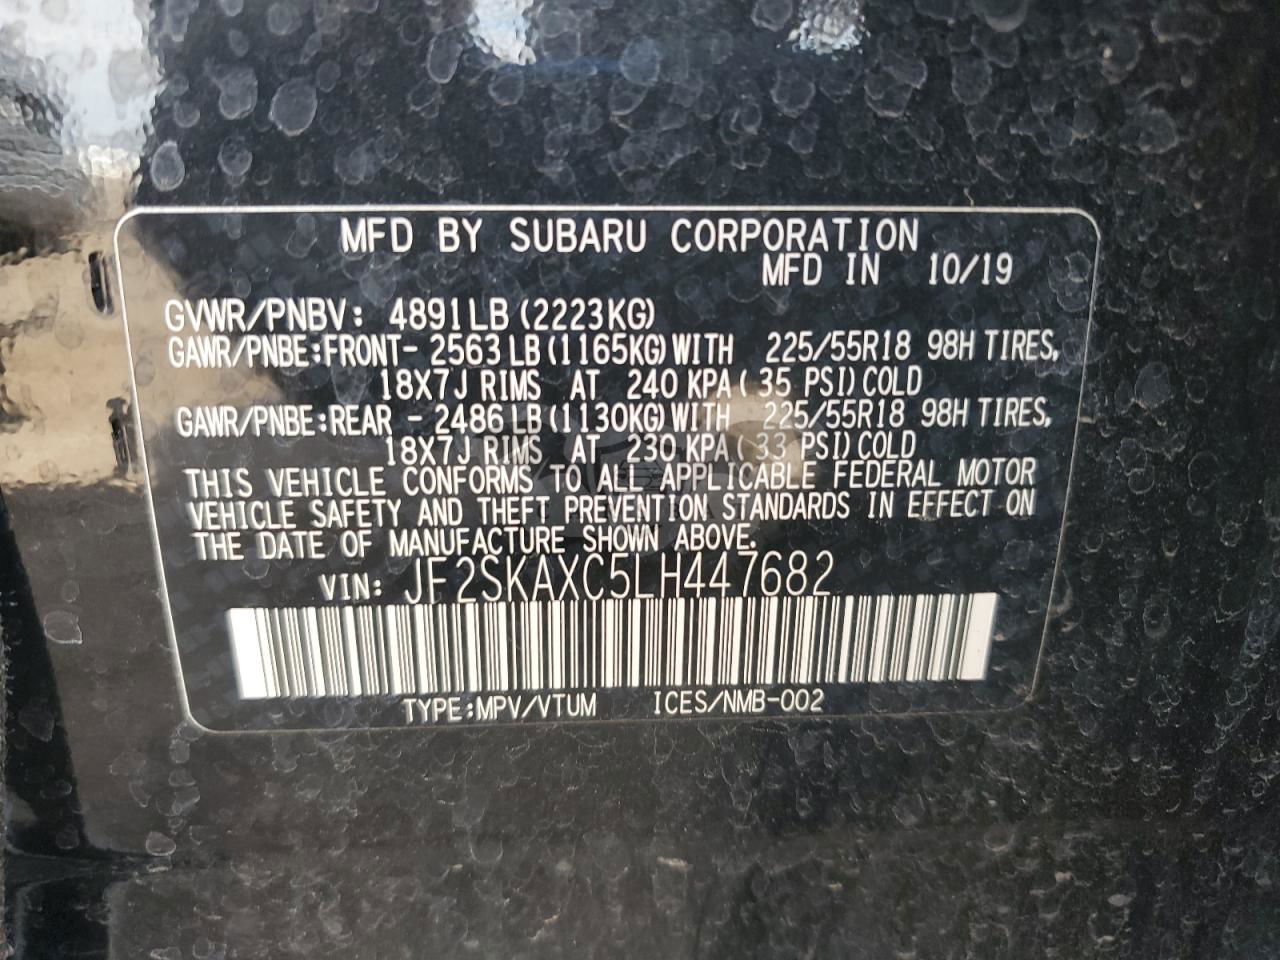 MFD BY SUBARU CORPORATION
MFD IN 10/19
GVWR/PNBV: 4891LB (2223KG)
GAWR/PNBE:FRONT- 2563LB (1165KG) WITH 225/55R18 98H TIRES,
18X7J RIMS AT 240 KPA ( 35 PSI) COLD
GAWR/PNBE:REAR - 2486LB (1130KG) WITH 225/55R18 98H TIRES,
18X7J RIMS AT 230 KPA ( 33 PSI) COLD
THIS VEHICLE CONFORMS TO ALL APPLICABLE FEDERAL MOTOR
VEHICLE SAFETY AND THEFT PREVENTION STANDARDS IN EFFECT ON
THE DATE OF MANUFACTURE SHOWN ABOVE.
VIN: JF2SKAXC5LH447682
TYPE:MPV/VTUM ICES/NMB-002